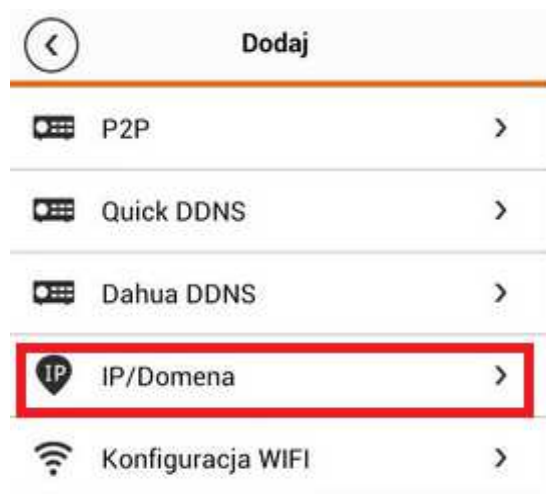 Dodaj
P2P
Quick DDNS
Dahua DDNS
IP IP/Domena
Konfiguracja WIFI